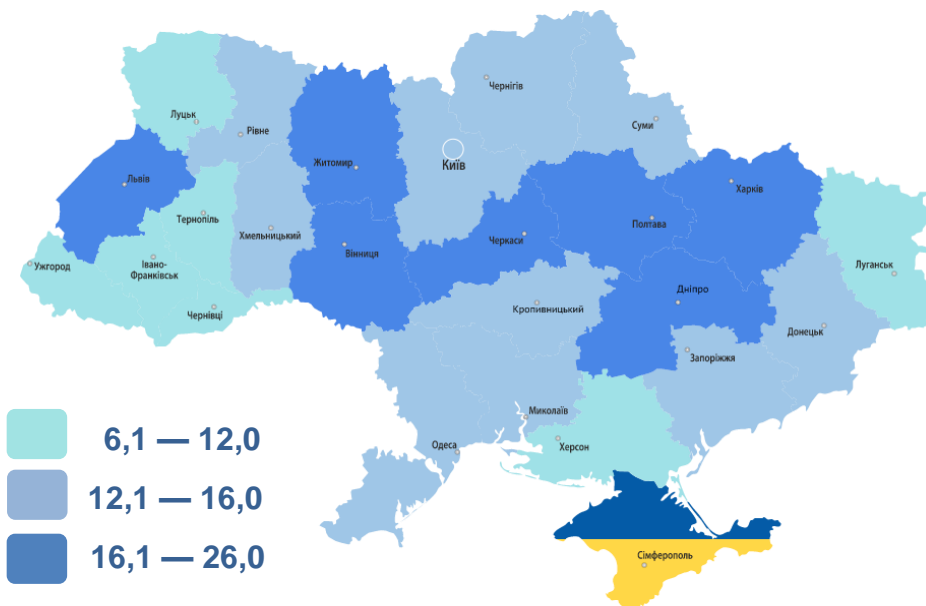 Чернігів
Луцьк
Рівне
Суми
Київ
Житомир
Львів
Харків
Тернопіль
Полтава
Хмельницький
Черкаси
Вінниця
Ужгород
Івано-
Франківськ
Луганськ
Дніпро
Чернівці
Кропивницький
Донецьк
Запоріжжя
Миколаїв
Одеса
Херсон
Сімферополь
6,1 — 12,0
12,1 — 16,0
16,1 — 26,0